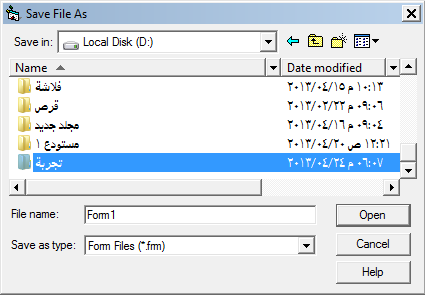 Save File As
Save in: Local Disk (D:)
Name Date modified
فلاشة ٢٠١٣/٠٤/١٥ م ١٠:١٣
قرص ٢٠١٣/٠٢/٢٢ م ٠٩:٠٦
مجلد جديد ٢٠١٣/٠٤/١٦ م ٠٩:٠٤
مستودع ١ ٢٠١٣/٠٤/٢٠ ص ١٢:٢١
تجربة ٢٠١٣/٠٤/٢٤ م ٠٦:٠٧
File name: Form1 Open
Save as type: Form Files (*.frm) Cancel
Help